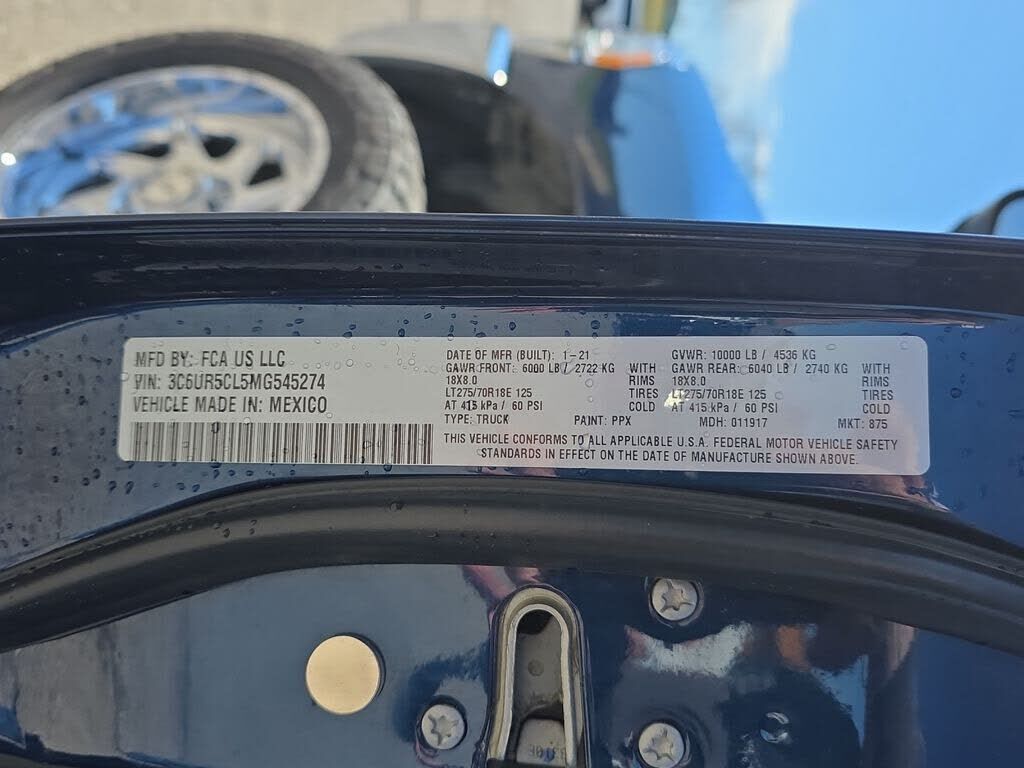 MFD BY: FCA US LLC
VIN: 3C6UR5CL5MG545274
VEHICLE MADE IN: MEXICO
DATE OF MFR (BUILT): 1-21
GAWR FRONT: 6000 LB / 2722 KG WITH
18X8.0 RIMS
LT275/70R18E 125 TIRES
AT 415 kPa / 60 PSI COLD
TYPE: TRUCK PAINT: PPX
GVWR: 10000 LB / 4536 KG
GAWR REAR: 6040 LB / 2740 KG WITH
18X8.0 RIMS
LT275/70R18E 125 TIRES
AT 415 kPa / 60 PSI COLD
MDH: 011917 MKT: 875
THIS VEHICLE CONFORMS TO ALL APPLICABLE U.S.A. FEDERAL MOTOR VEHICLE SAFETY
STANDARDS IN EFFECT ON THE DATE OF MANUFACTURE SHOWN ABOVE.